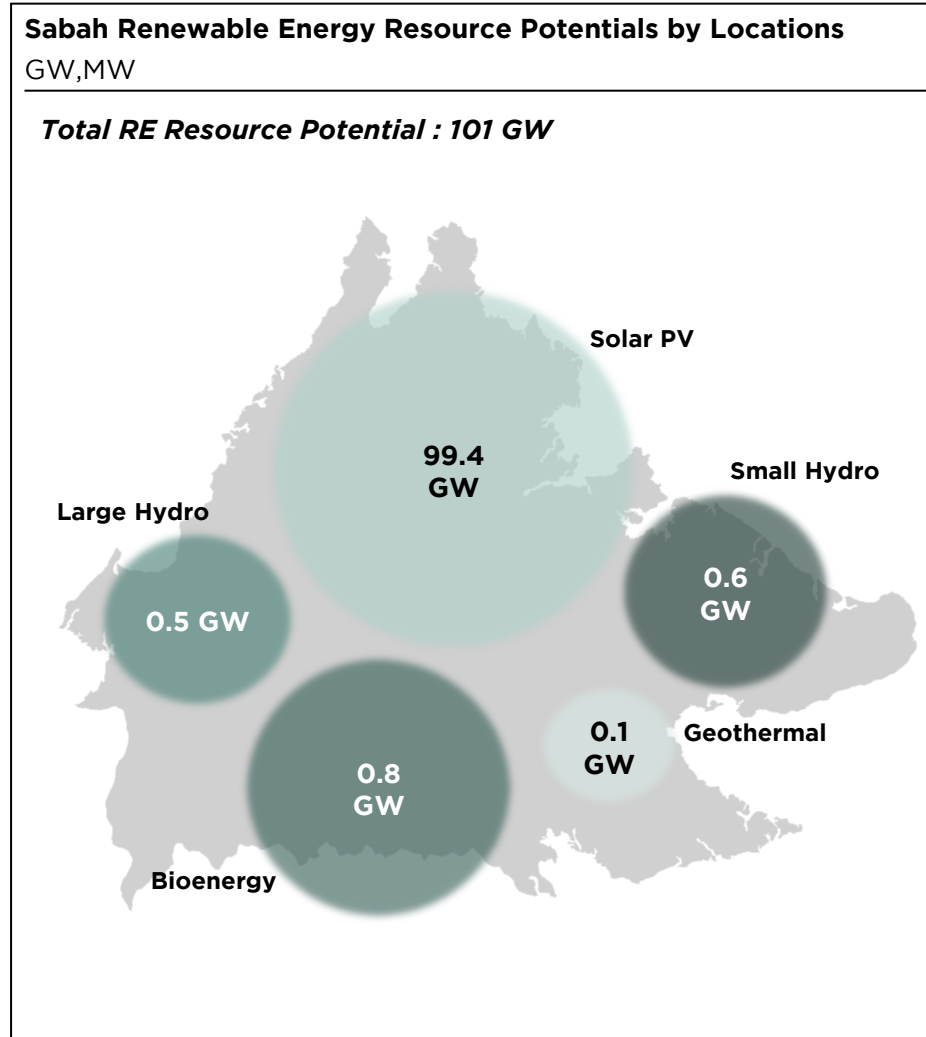 Sabah Renewable Energy Resource Potentials by Locations
GW,MW
Total RE Resource Potential : 101 GW
Solar PV
99.4
GW
Small Hydro
Large Hydro
0.6
GW
0.5 GW
0.1
GW
Geothermal
0.8
GW
Bioenergy